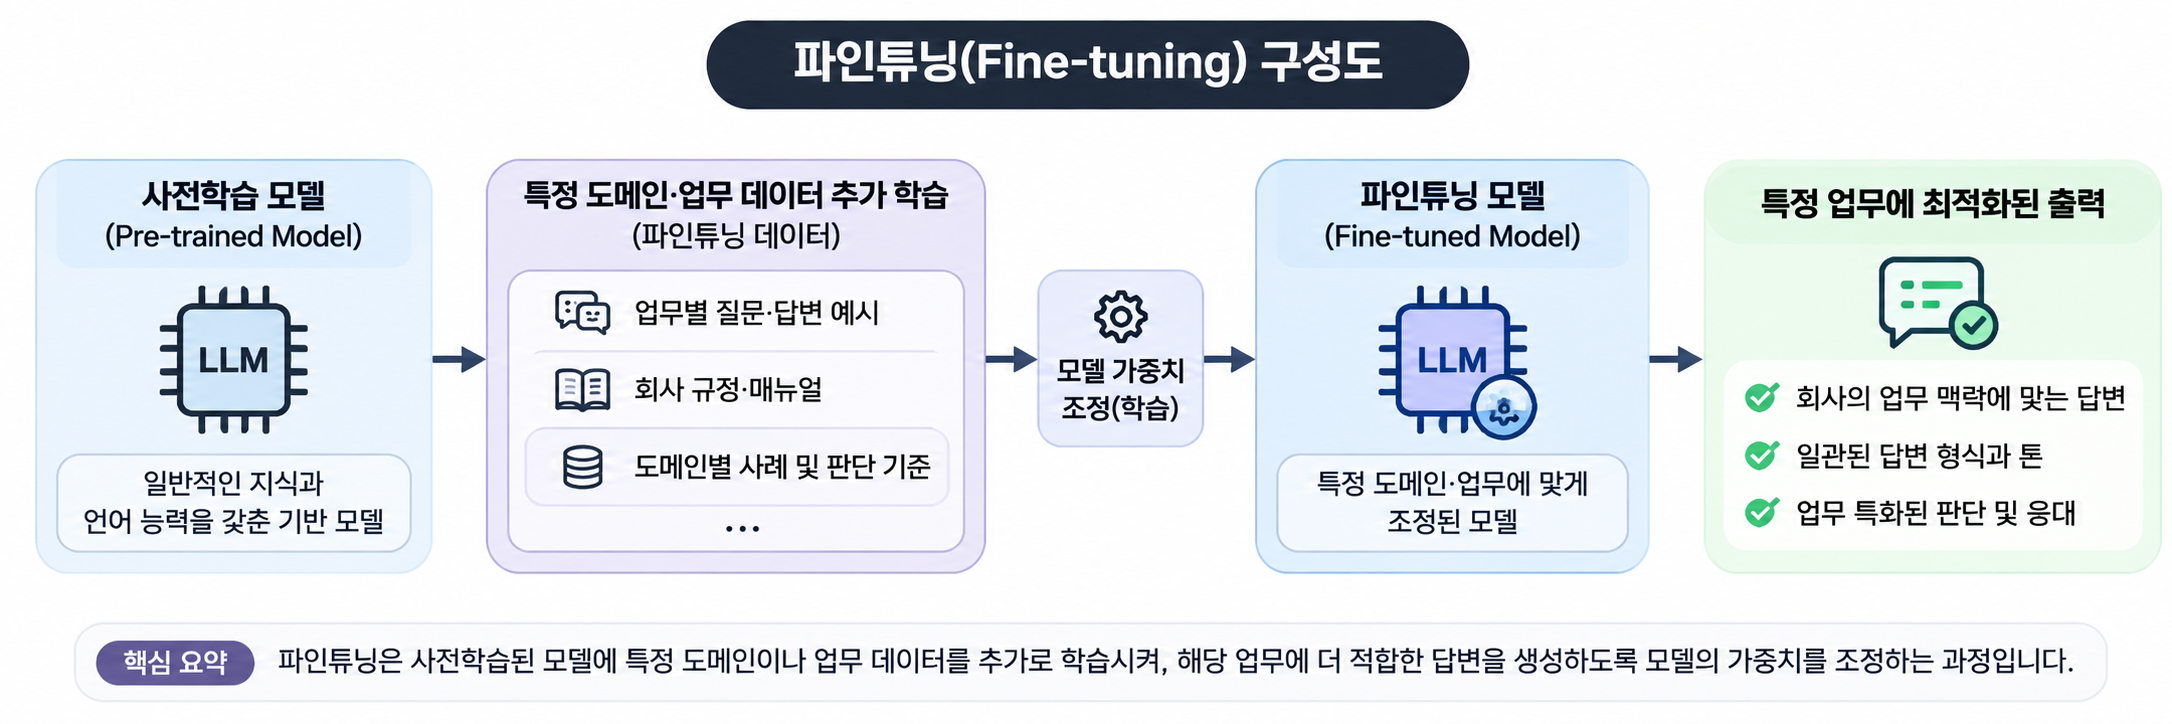 파인튜닝(Fine-tuning) 구성도
사전학습 모델
(Pre-trained Model)
LLM
일반적인 지식과
언어 능력을 갖춘 기반 모델
특정 도메인·업무 데이터 추가 학습
(파인튜닝 데이터)
업무별 질문·답변 예시
회사 규정·매뉴얼
도메인별 사례 및 판단 기준
...
모델 가중치
조정(학습)
파인튜닝 모델
(Fine-tuned Model)
LLM
특정 도메인·업무에 맞게
조정된 모델
특정 업무에 최적화된 출력
회사의 업무 맥락에 맞는 답변
일관된 답변 형식과 톤
업무 특화된 판단 및 응대
핵심 요약 파인튜닝은 사전학습된 모델에 특정 도메인이나 업무 데이터를 추가로 학습시켜, 해당 업무에 더 적합한 답변을 생성하도록 모델의 가중치를 조정하는 과정입니다.